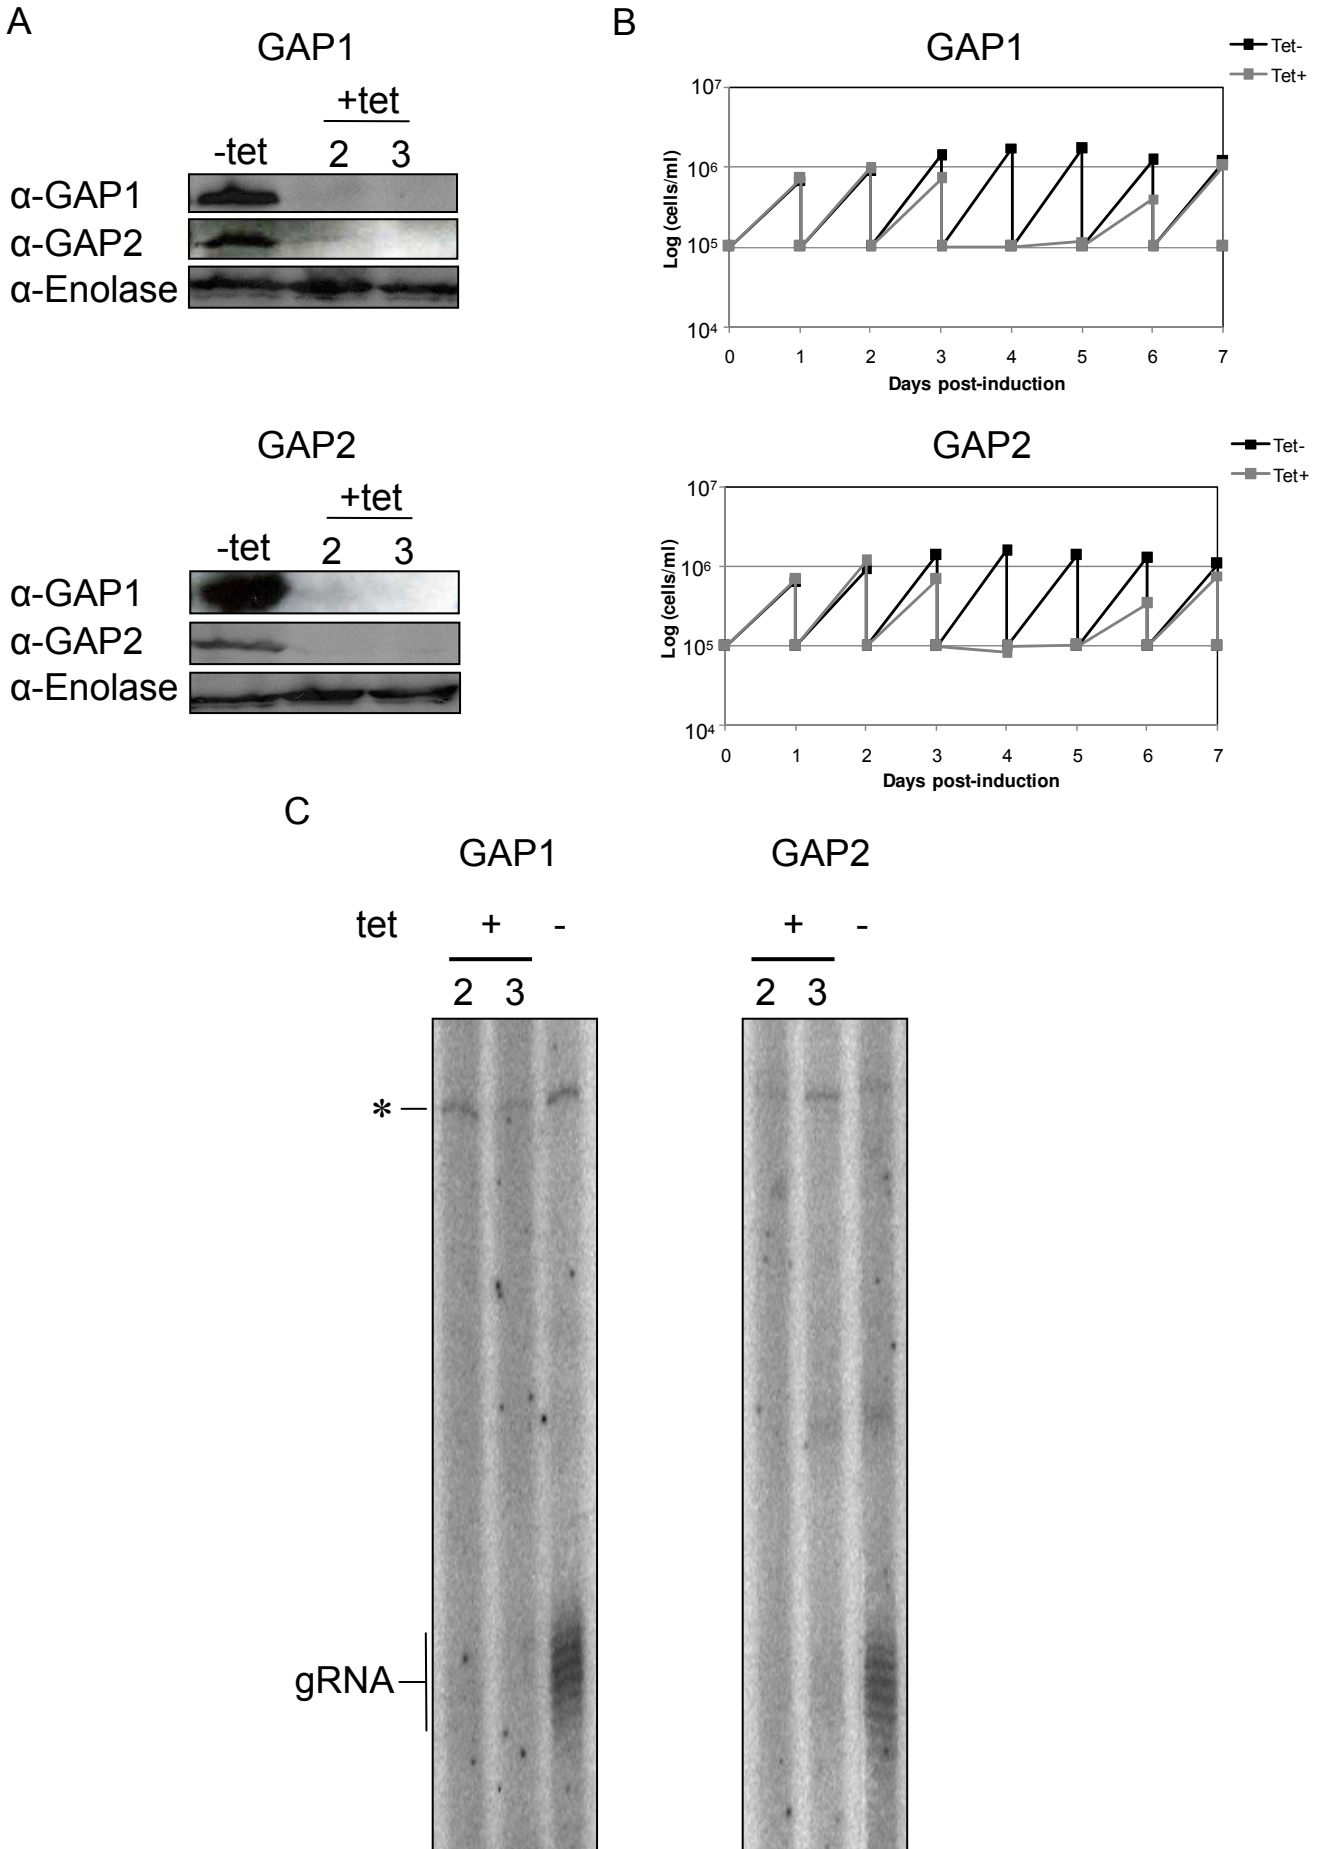 A
GAP1
+tet
-tet 2 3
α-GAP1
α-GAP2
α-Enolase
GAP2
+tet
-tet 2 3
α-GAP1
α-GAP2
α-Enolase
B
GAP1
Tet-
Tet+
Log (cells/ml)
10⁷
10⁶
10⁵
10⁴
0 1 2 3 4 5 6 7
Days post-induction
GAP2
Tet-
Tet+
Log (cells/ml)
10⁷
10⁶
10⁵
10⁴
0 1 2 3 4 5 6 7
Days post-induction
C
GAP1 GAP2
tet + - + -
2 3 2 3
*
gRNA